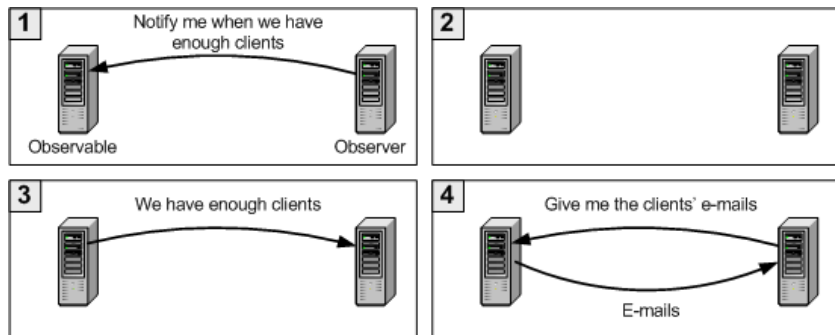 1
Notify me when we have
enough clients
Observable
Observer
2
3
We have enough clients
4
Give me the clients' e-mails
E-mails